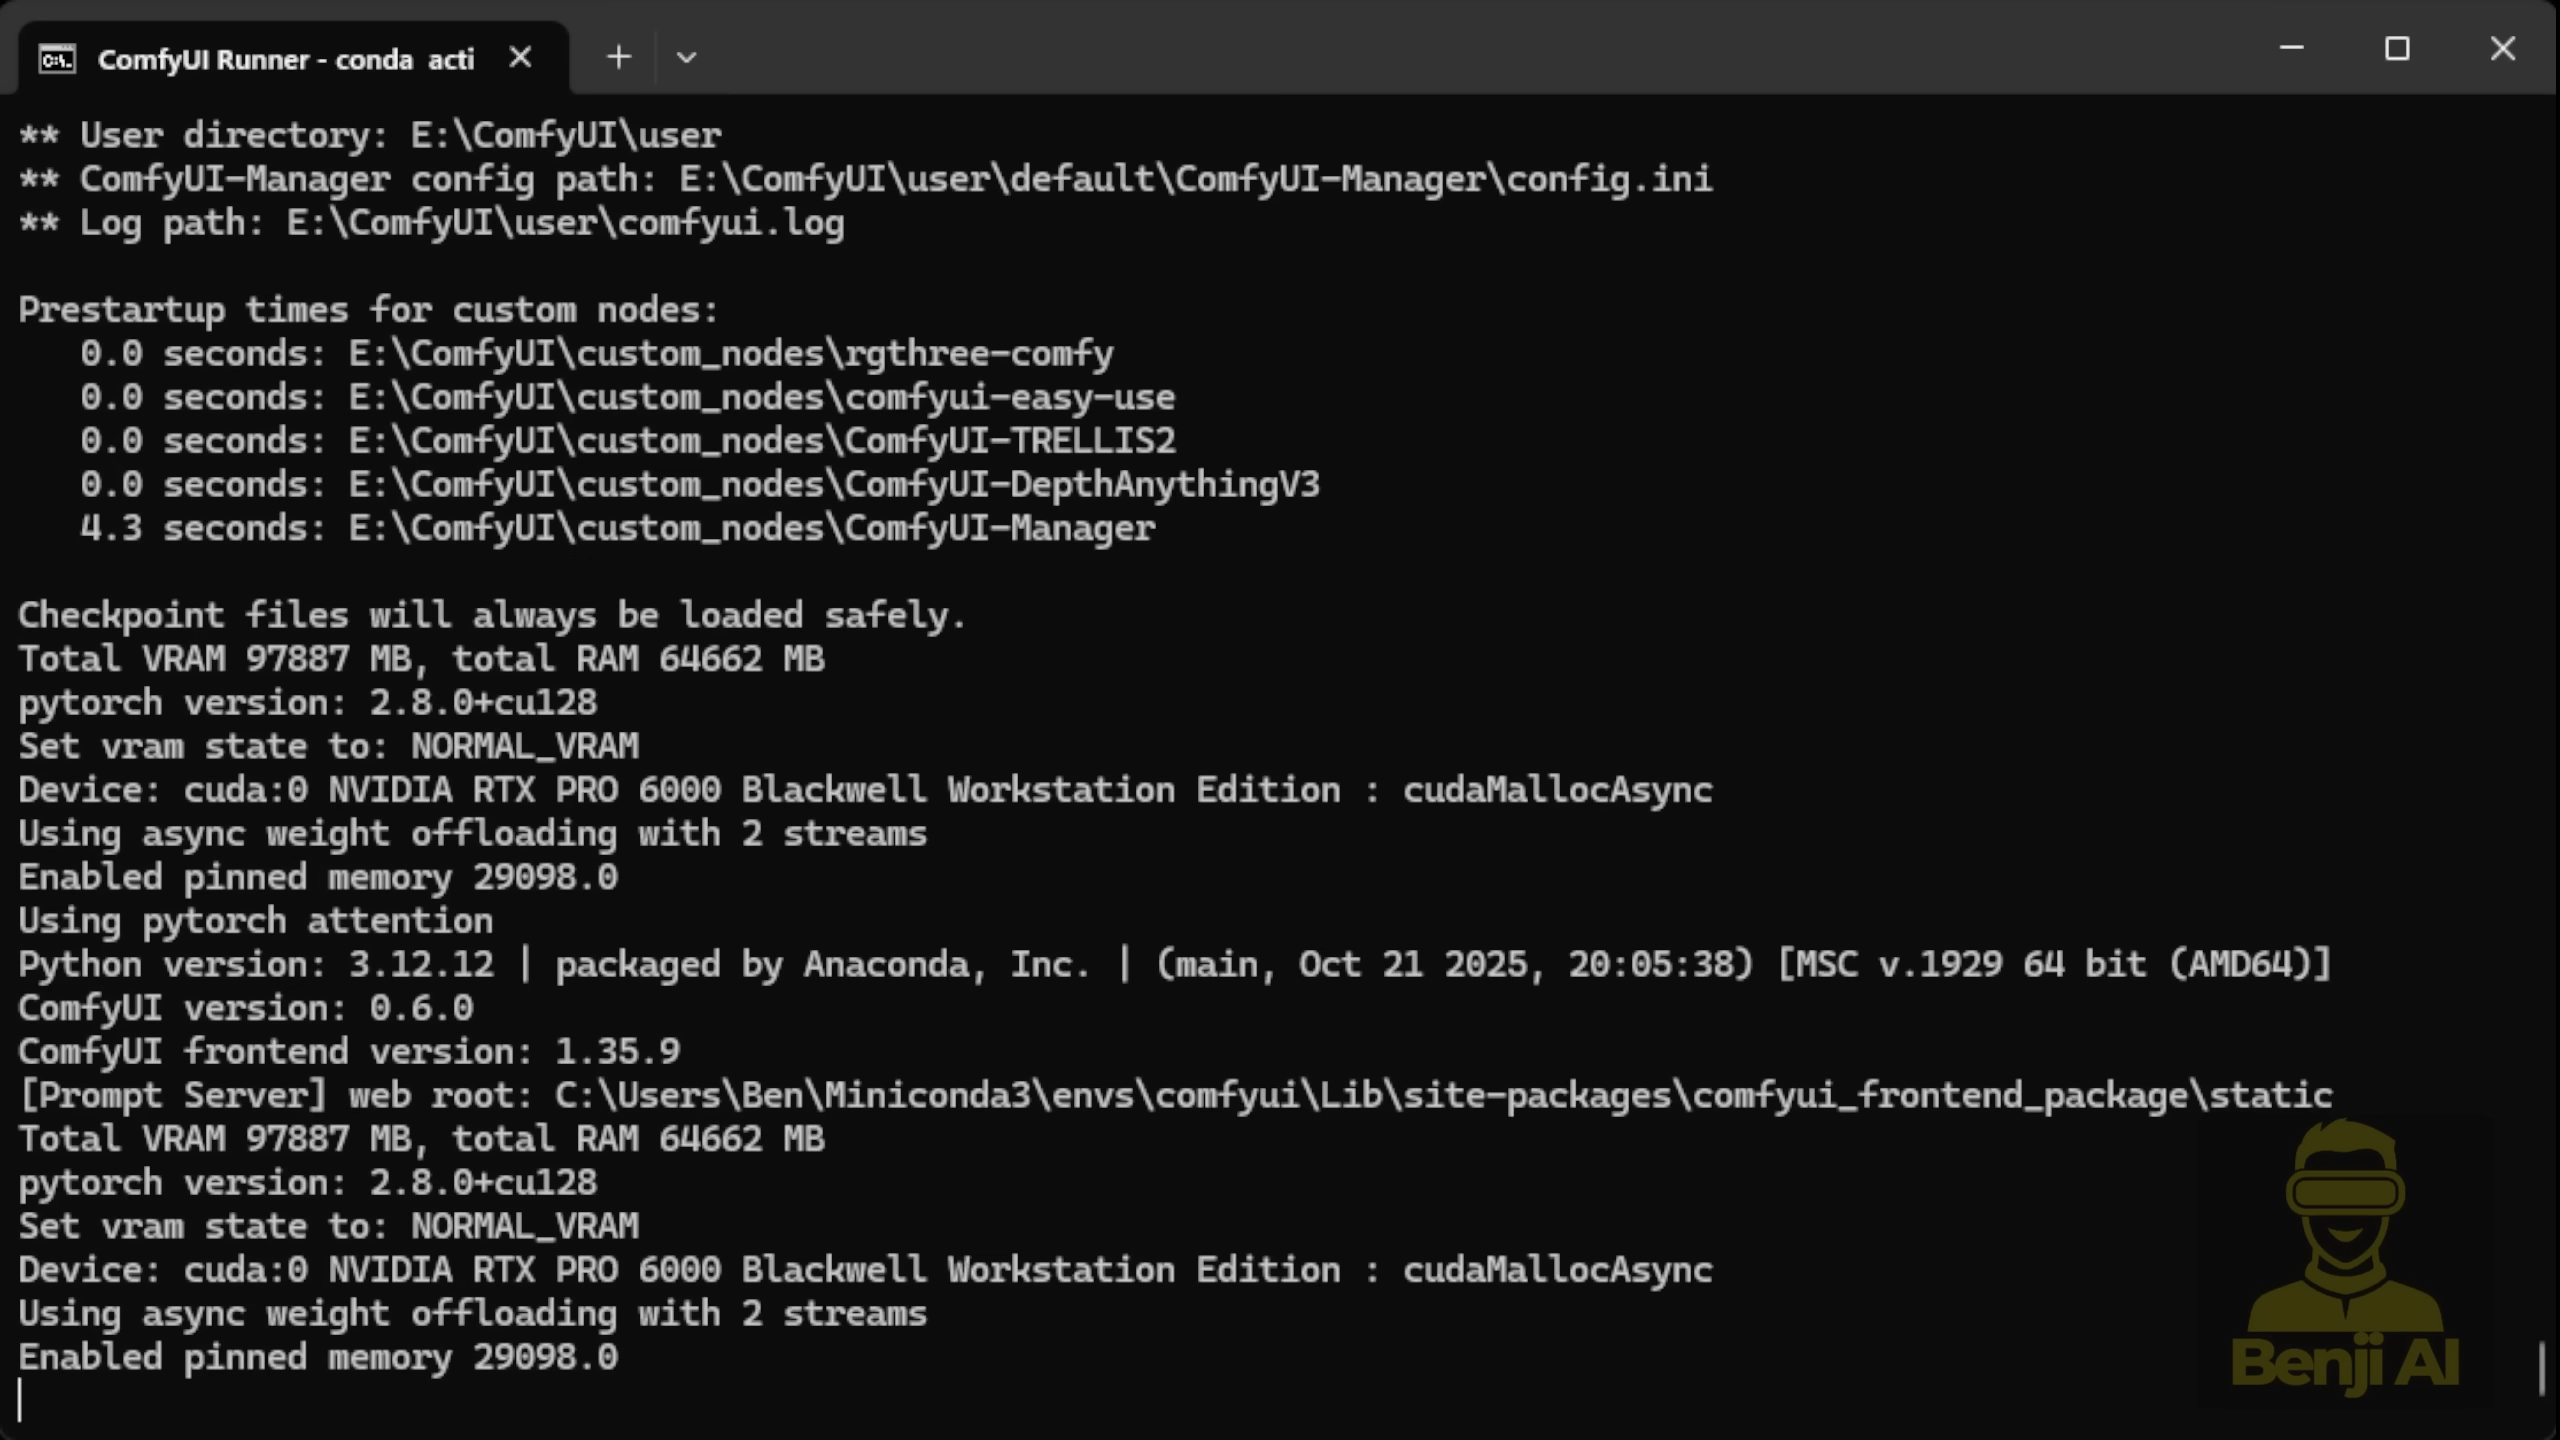 ComfyUI Runner - conda acti
** User directory: E:\ComfyUI\user
** ComfyUI-Manager config path: E:\ComfyUI\user\default\ComfyUI-Manager\config.ini
** Log path: E:\ComfyUI\user\comfyui.log
Prestartup times for custom nodes:
0.0 seconds: E:\ComfyUI\custom_nodes\rgthree-comfy
0.0 seconds: E:\ComfyUI\custom_nodes\comfyui-easy-use
0.0 seconds: E:\ComfyUI\custom_nodes\ComfyUI-TRELLIS2
0.0 seconds: E:\ComfyUI\custom_nodes\ComfyUI-DepthAnythingV3
4.3 seconds: E:\ComfyUI\custom_nodes\ComfyUI-Manager
Checkpoint files will always be loaded safely.
Total VRAM 97887 MB, total RAM 64662 MB
pytorch version: 2.8.0+cu128
Set vram state to: NORMAL_VRAM
Device: cuda:0 NVIDIA RTX PRO 6000 Blackwell Workstation Edition : cudaMallocAsync
Using async weight offloading with 2 streams
Enabled pinned memory 29098.0
Using pytorch attention
Python version: 3.12.12 | packaged by Anaconda, Inc. | (main, Oct 21 2025, 20:05:38) [MSC v.1929 64 bit (AMD64)]
ComfyUI version: 0.6.0
ComfyUI frontend version: 1.35.9
[Prompt Server] web root: C:\Users\Ben\Miniconda3\envs\comfyui\Lib\site-packages\comfyui_frontend_package\static
Total VRAM 97887 MB, total RAM 64662 MB
pytorch version: 2.8.0+cu128
Set vram state to: NORMAL_VRAM
Device: cuda:0 NVIDIA RTX PRO 6000 Blackwell Workstation Edition : cudaMallocAsync
Using async weight offloading with 2 streams
Enabled pinned memory 29098.0
Benji AI